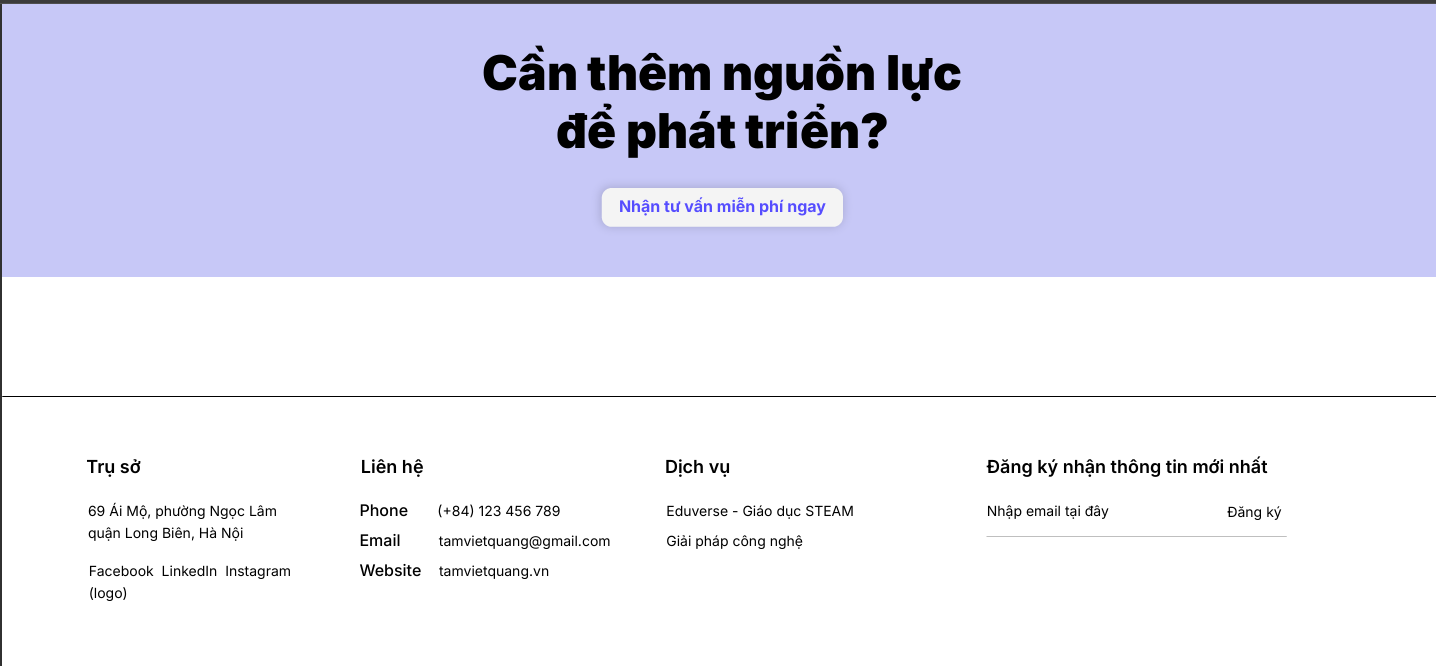 Cần thêm nguồn lực
để phát triển?
Nhận tư vấn miễn phí ngay
Trụ sở
69 Ái Mộ, phường Ngọc Lâm
quận Long Biên, Hà Nội
Facebook LinkedIn Instagram
(logo)
Liên hệ
Phone (+84) 123 456 789
Email tamvietquang@gmail.com
Website tamvietquang.vn
Dịch vụ
Eduverse - Giáo dục STEAM
Giải pháp công nghệ
Đăng ký nhận thông tin mới nhất
Nhập email tại đây Đăng ký